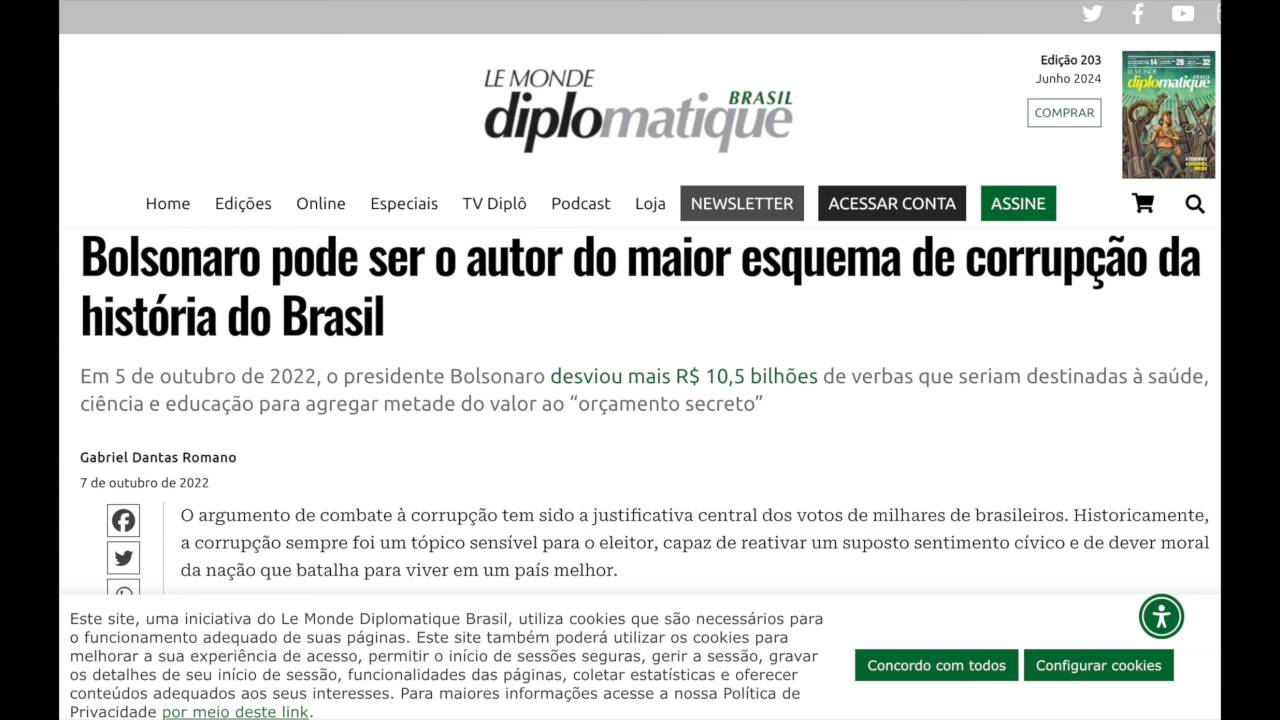 Edição 203
Junho 2024
COMPRAR
LE MONDE
diplomatique
BRASIL
14
28
32
LE MONDE
diplomatique
BRASIL
Home Edições Online Especiais TV Diplô Podcast Loja NEWSLETTER ACESSAR CONTA ASSINE
Bolsonaro pode ser o autor do maior esquema de corrupção da
história do Brasil
Em 5 de outubro de 2022, o presidente Bolsonaro desviou mais R$ 10,5 bilhões de verbas que seriam destinadas à saúde,
ciência e educação para agregar metade do valor ao “orçamento secreto”
Gabriel Dantas Romano
7 de outubro de 2022
O argumento de combate à corrupção tem sido a justificativa central dos votos de milhares de brasileiros. Historicamente,
a corrupção sempre foi um tópico sensível para o eleitor, capaz de reativar um suposto sentimento cívico e de dever moral
da nação que batalha para viver em um país melhor.
Este site, uma iniciativa do Le Monde Diplomatique Brasil, utiliza cookies que são necessários para
o funcionamento adequado de suas páginas. Este site também poderá utilizar os cookies para
melhorar a sua experiência de acesso, permitir o início de sessões seguras, gerir a sessão, gravar
os detalhes de seu início de sessão, funcionalidades das páginas, coletar estatísticas e oferecer
conteúdos adequados aos seus interesses. Para maiores informações acesse a nossa Política de
Privacidade por meio deste link.
Concordo com todos
Configurar cookies